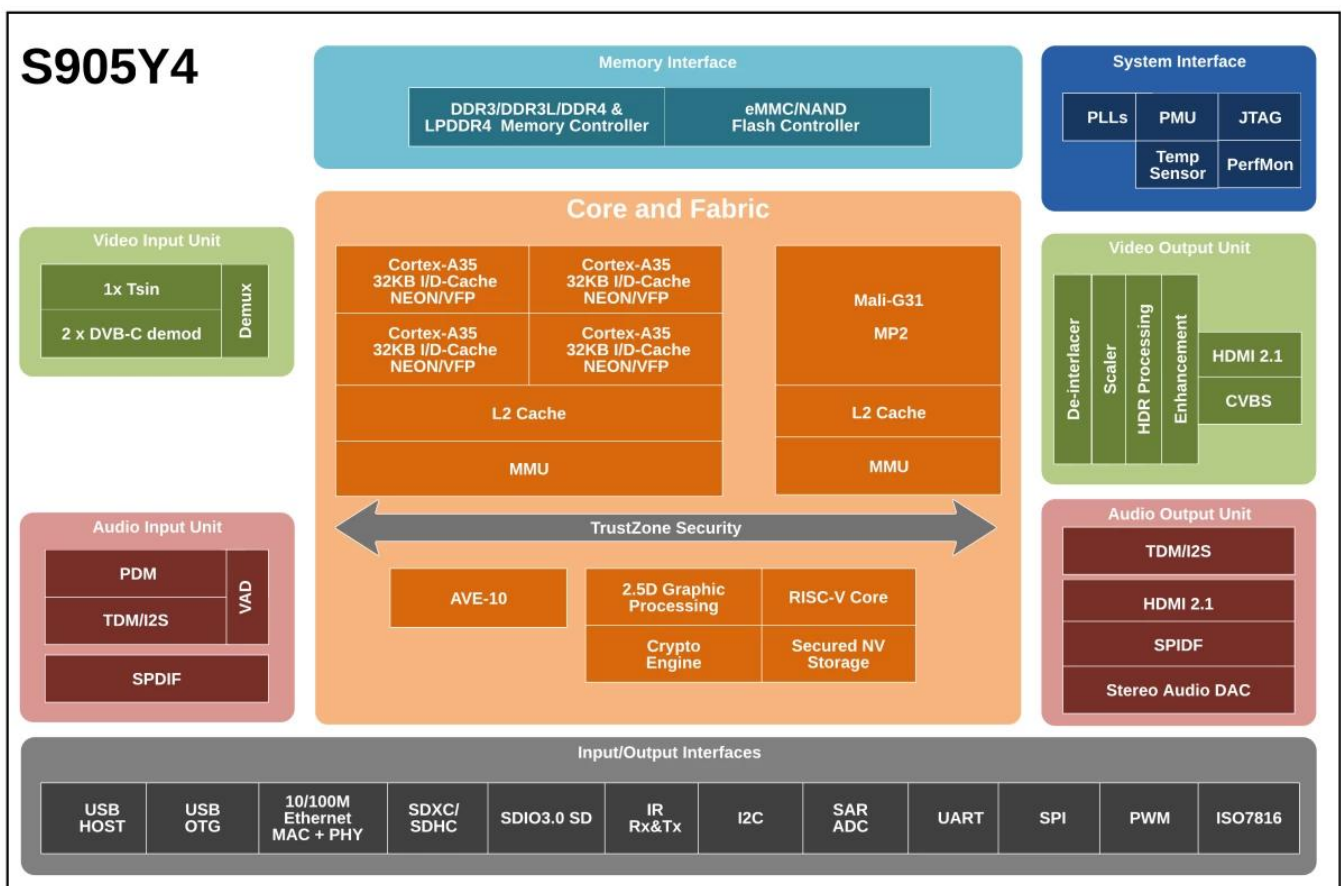 S905Y4
Memory Interface
DDR3/DDR3L/DDR4 &
LPDDR4 Memory Controller
eMMC/NAND
Flash Controller
System Interface
PLLs
PMU
JTAG
Temp
Sensor
PerfMon
Video Input Unit
1x Tsin
2 x DVB-C demod
Demux
Core and Fabric
Cortex-A35
32KB I/D-Cache
NEON/VFP
Cortex-A35
32KB I/D-Cache
NEON/VFP
Cortex-A35
32KB I/D-Cache
NEON/VFP
Cortex-A35
32KB I/D-Cache
NEON/VFP
L2 Cache
MMU
Mali-G31
MP2
L2 Cache
MMU
TrustZone Security
AVE-10
2.5D Graphic
Processing
RISC-V Core
Crypto
Engine
Secured NV
Storage
Video Output Unit
De-interlacer
Scaler
HDR Processing
Enhancement
HDMI 2.1
CVBS
Audio Input Unit
PDM
TDM/I2S
VAD
SPDIF
Audio Output Unit
TDM/I2S
HDMI 2.1
SPIDF
Stereo Audio DAC
Input/Output Interfaces
USB
HOST
USB
OTG
10/100M
Ethernet
MAC + PHY
SDXC/
SDHC
SDIO3.0 SD
IR
Rx&Tx
I2C
SAR
ADC
UART
SPI
PWM
ISO7816